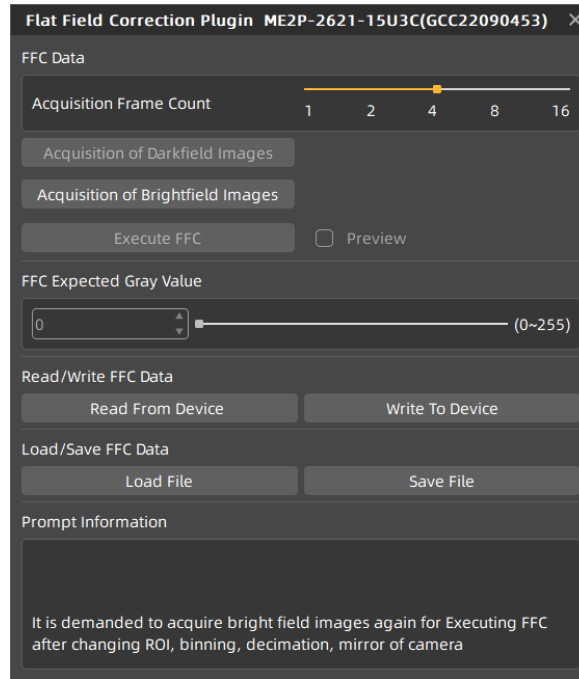 Flat Field Correction Plugin ME2P-2621-15U3C(GCC22090453) ×
FFC Data
Acquisition Frame Count
1 2 4 8 16
Acquisition of Darkfield Images
Acquisition of Brightfield Images
Execute FFC Preview
FFC Expected Gray Value
0 (0~255)
Read/Write FFC Data
Read From Device Write To Device
Load/Save FFC Data
Load File Save File
Prompt Information
It is demanded to acquire bright field images again for Executing FFC
after changing ROI, binning, decimation, mirror of camera